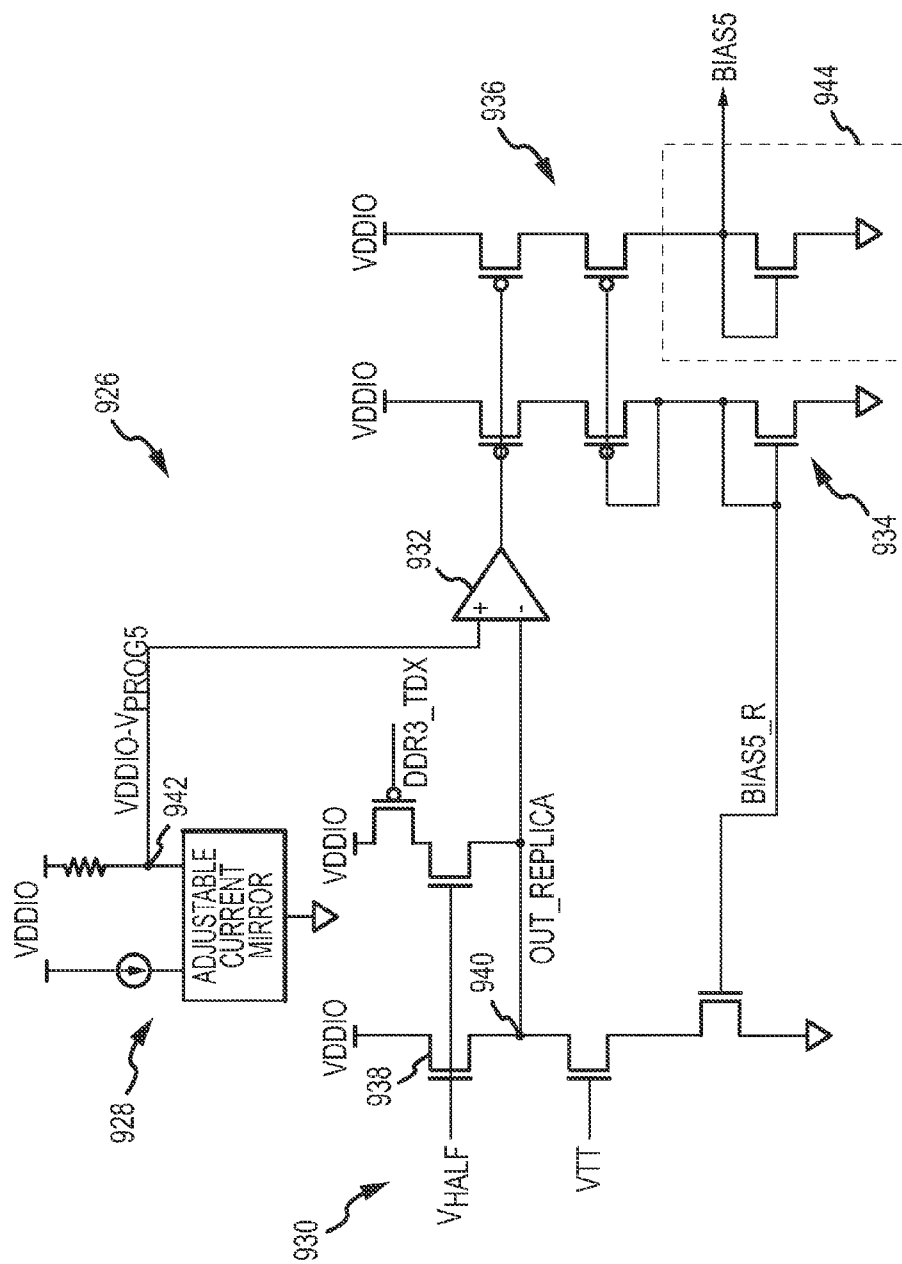 926
928
VDDIO
942
VDDIO-VPROG5
ADJUSTABLE
CURRENT
MIRROR
930
VHALF
VDDIO
938
VDDIO
DDR3_TDX
940
OUT_REPLICA
VTT
932
+
-
BIAS5_R
VDDIO
VDDIO
936
934
BIAS5
944